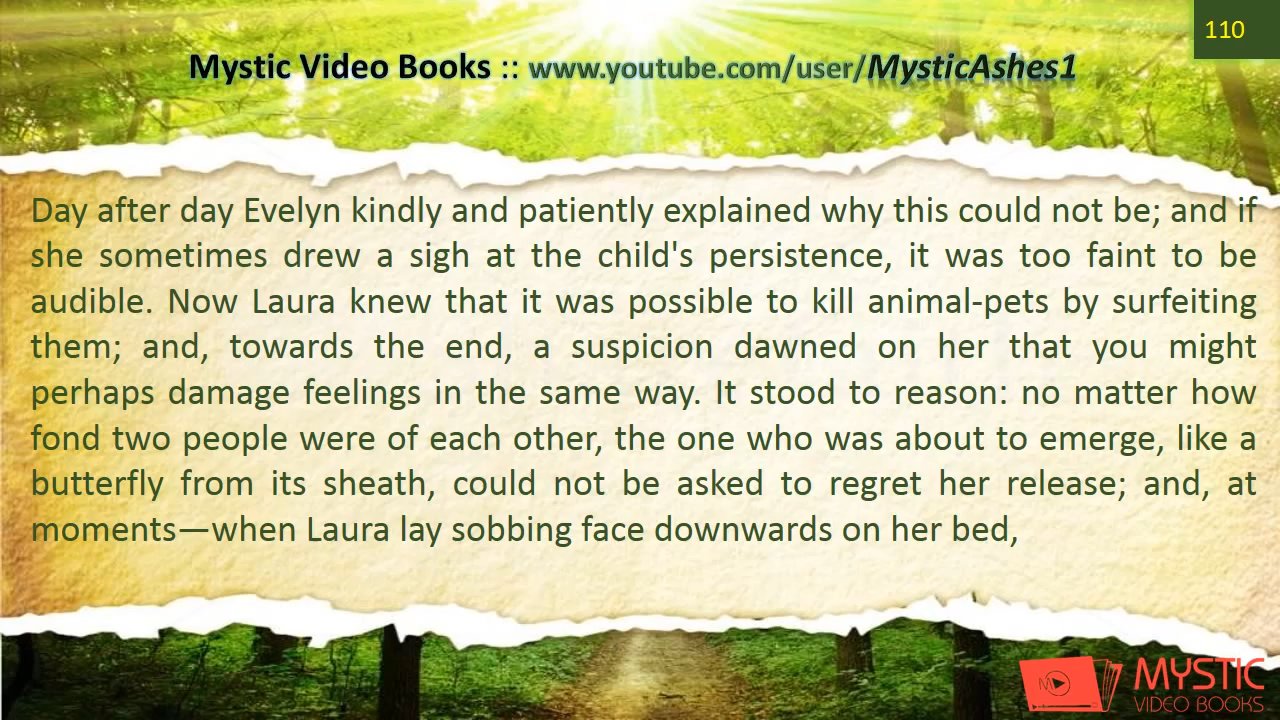 110
Mystic Video Books :: www.youtube.com/user/MysticAshes1
Day after day Evelyn kindly and patiently explained why this could not be; and if
she sometimes drew a sigh at the child's persistence, it was too faint to be
audible. Now Laura knew that it was possible to kill animal-pets by surfeiting
them; and, towards the end, a suspicion dawned on her that you might
perhaps damage feelings in the same way. It stood to reason: no matter how
fond two people were of each other, the one who was about to emerge, like a
butterfly from its sheath, could not be asked to regret her release; and, at
moments—when Laura lay sobbing face downwards on her bed,
MYSTIC
VIDEO BOOKS